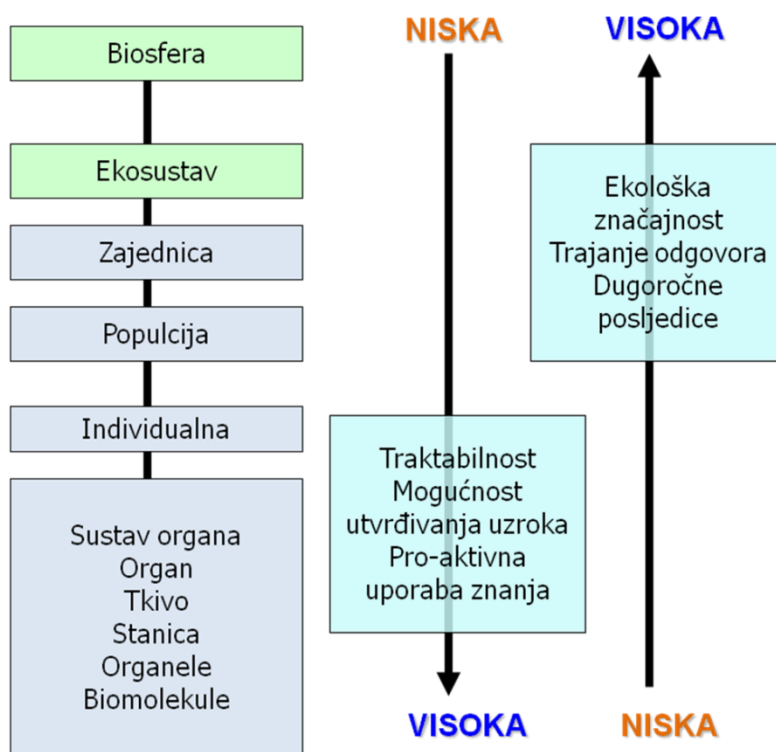 Biosfera
Ekosustav
Zajednica
Populcija
Individualna
Sustav organa
Organ
Tkivo
Stanica
Organele
Biomolekule
NISKA
Traktabilnost
Mogućnost
utvrđivanja uzroka
Pro-aktivna
uporaba znanja
VISOKA
VISOKA
Ekološka
značajnost
Trajanje odgovora
Dugoročne
posljedice
NISKA